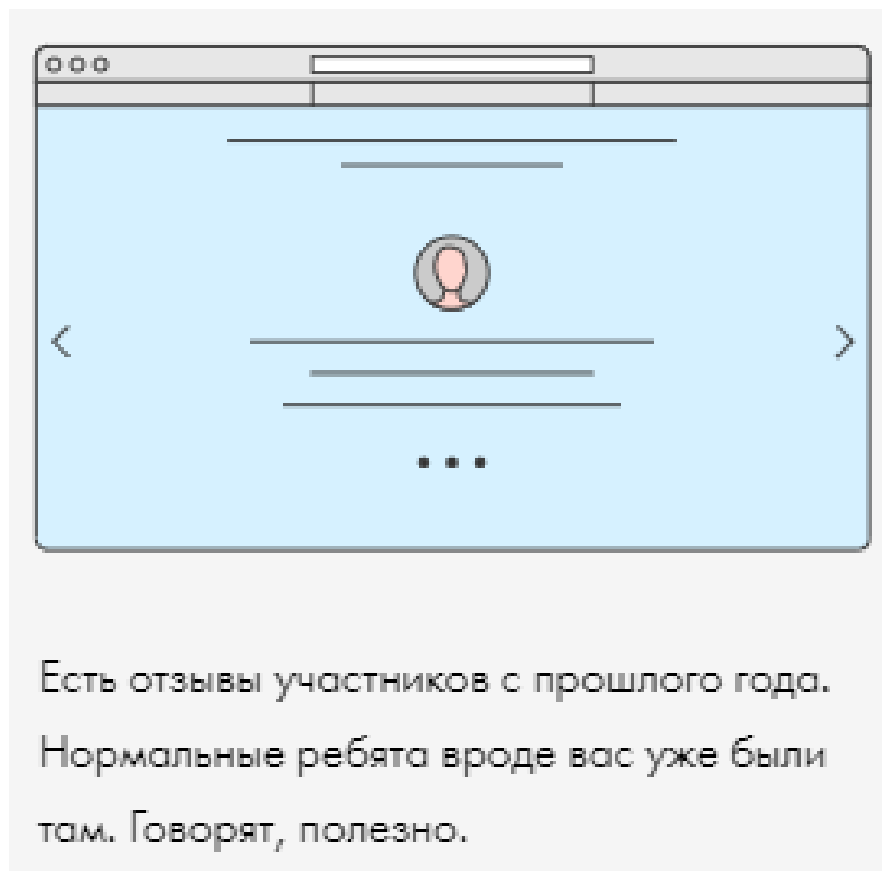 Есть отзывы участников с прошлого года.
Нормальные ребята вроде вас уже были
там. Говорят, полезно.